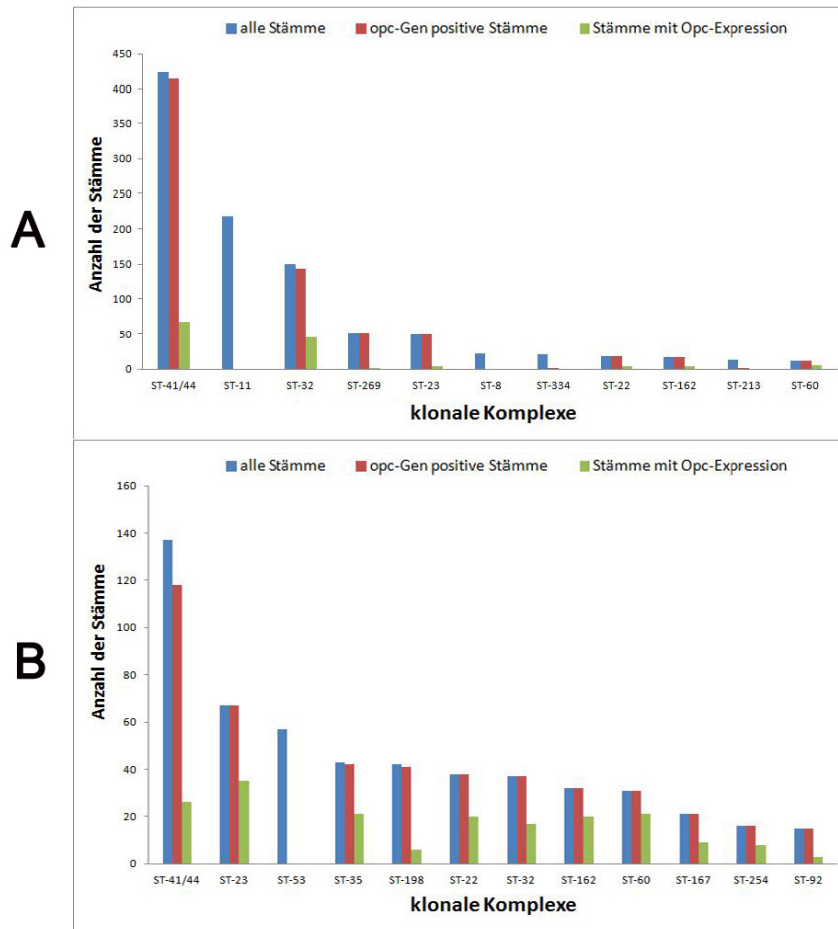 A
alle Stämme opc-Gen positive Stämme Stämme mit Opc-Expression
Anzahl der Stämme
450
400
350
300
250
200
150
100
50
0
ST-41/44 ST-11 ST-32 ST-269 ST-23 ST-8 ST-334 ST-22 ST-162 ST-213 ST-60
klonale Komplexe
B
alle Stämme opc-Gen positive Stämme Stämme mit Opc-Expression
Anzahl der Stämme
160
140
120
100
80
60
40
20
0
ST-41/44 ST-23 ST-53 ST-35 ST-198 ST-22 ST-32 ST-162 ST-60 ST-167 ST-254 ST-92
klonale Komplexe